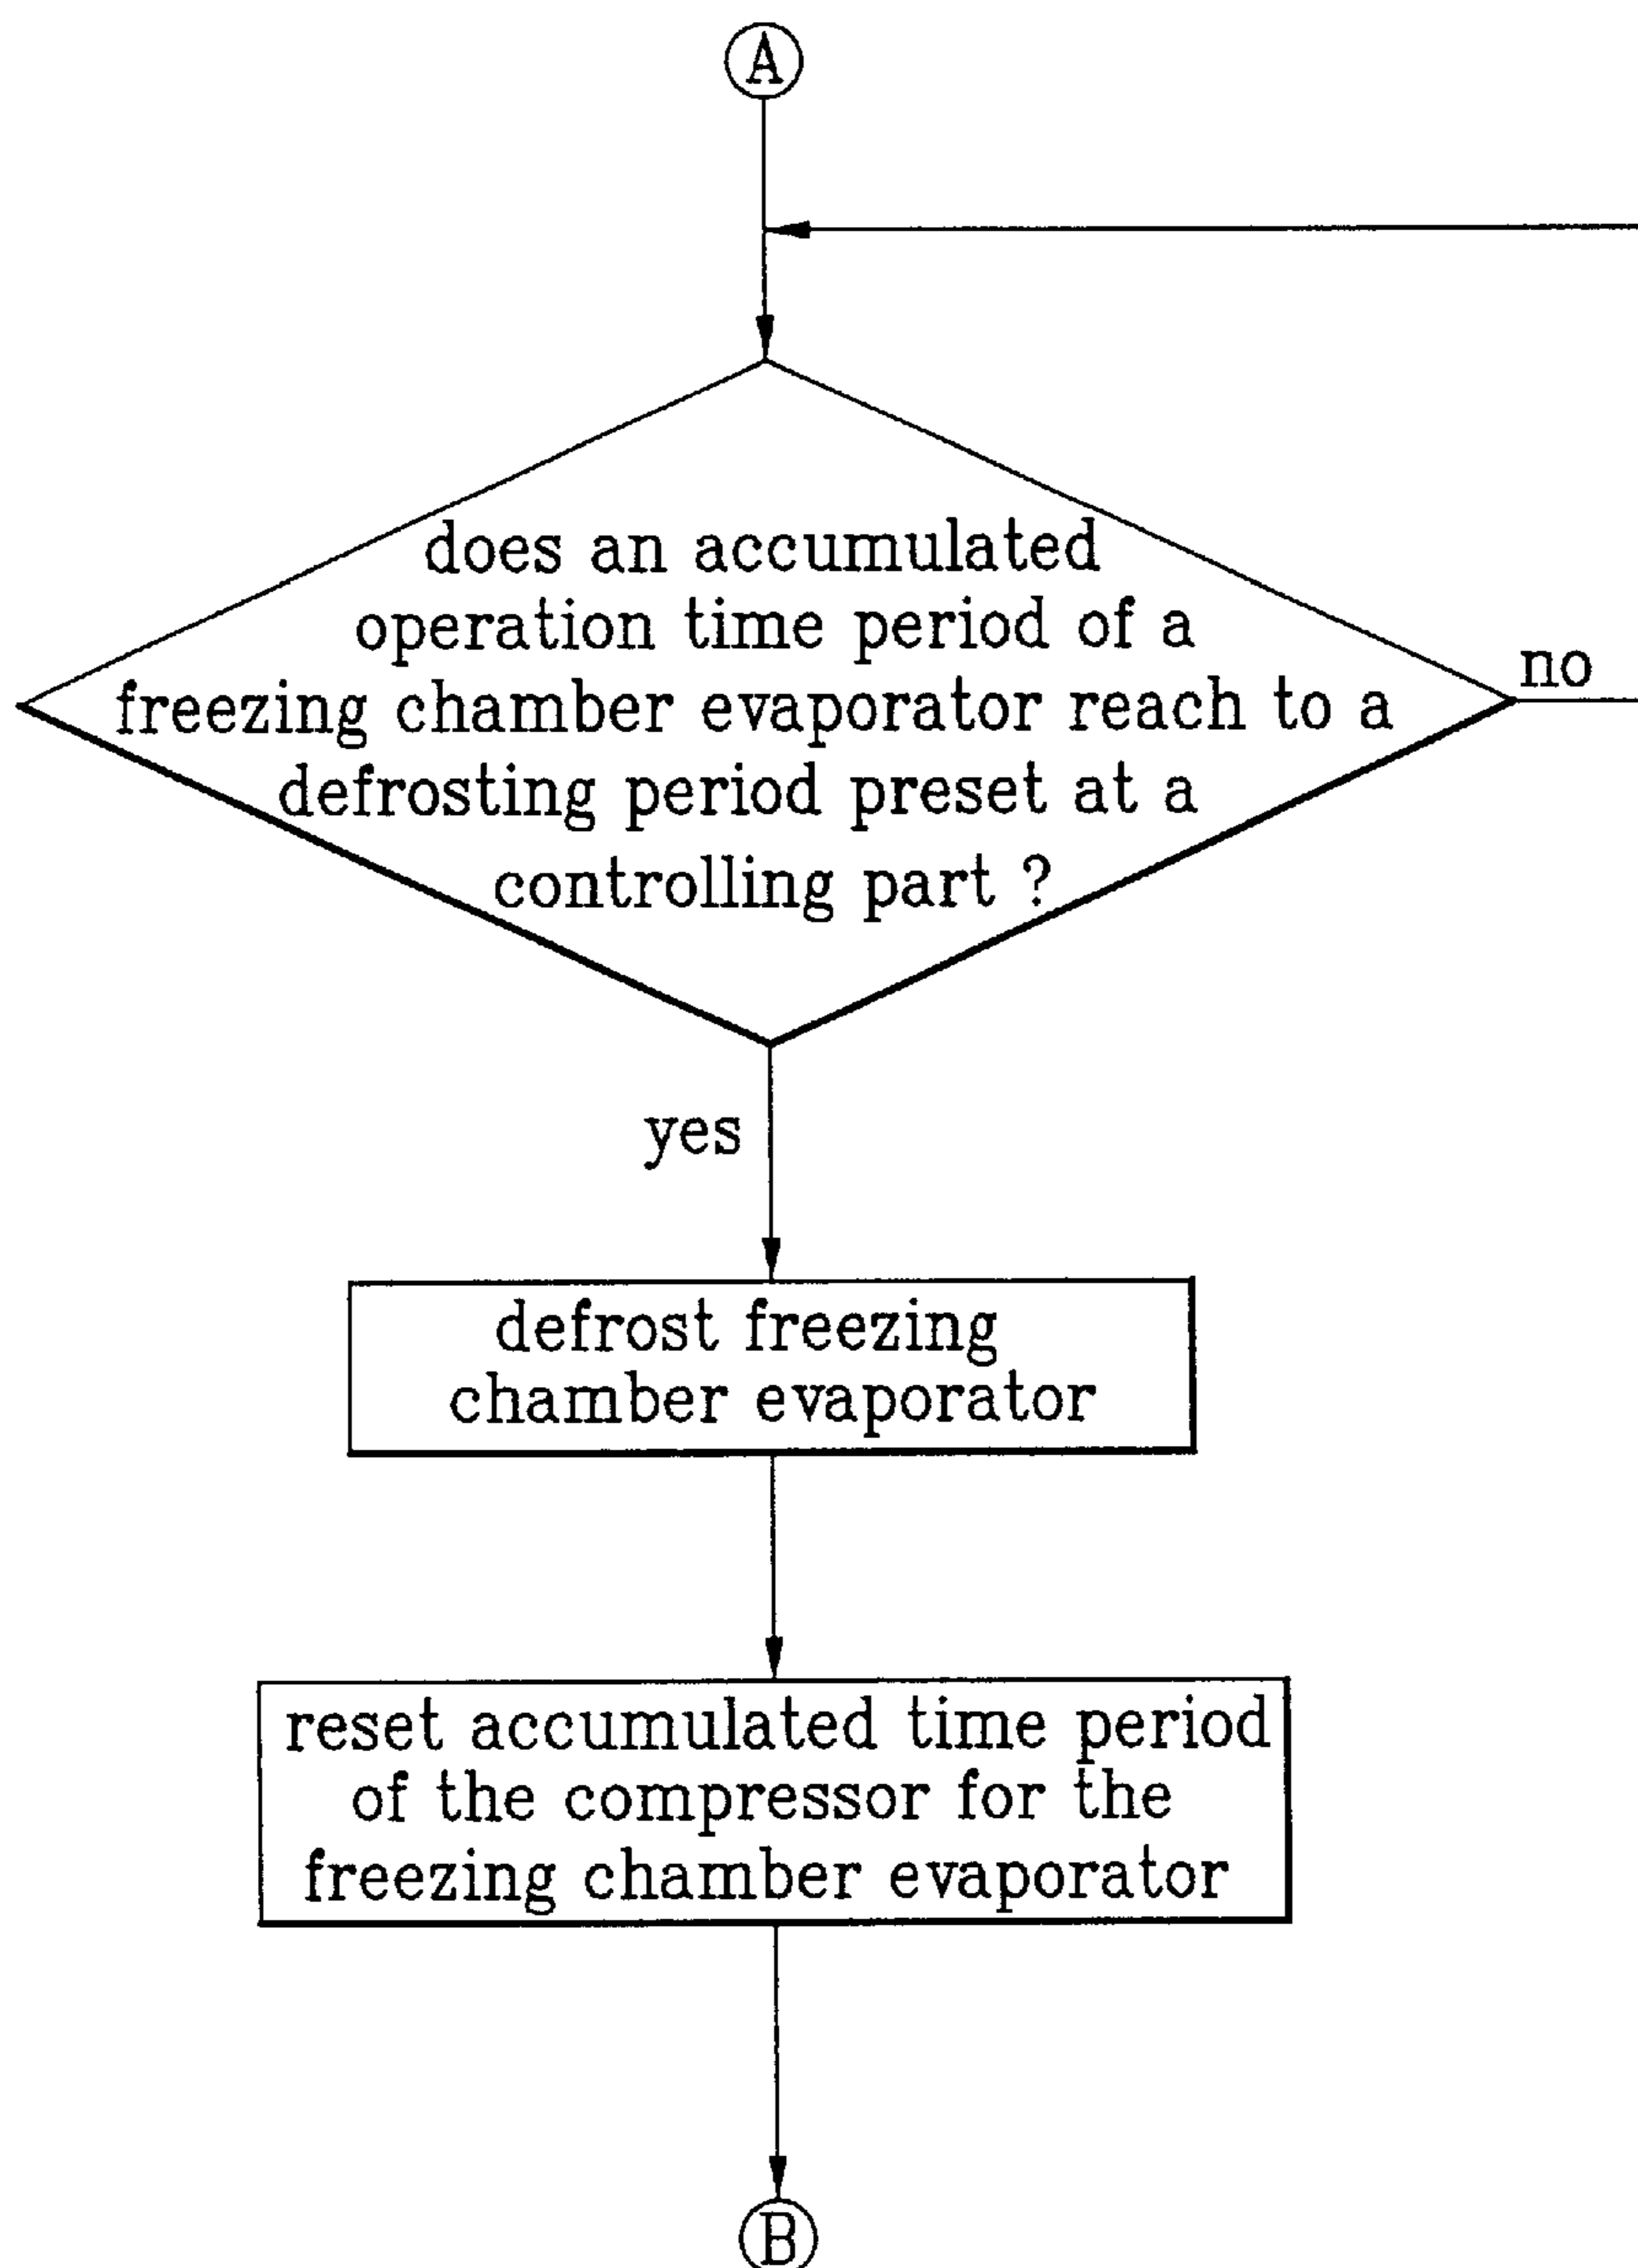 A
does an accumulated
operation time period of a
freezing chamber evaporator reach to a
defrosting period preset at a
controlling part ?
no
yes
defrost freezing
chamber evaporator
reset accumulated time period
of the compressor for the
freezing chamber evaporator
B